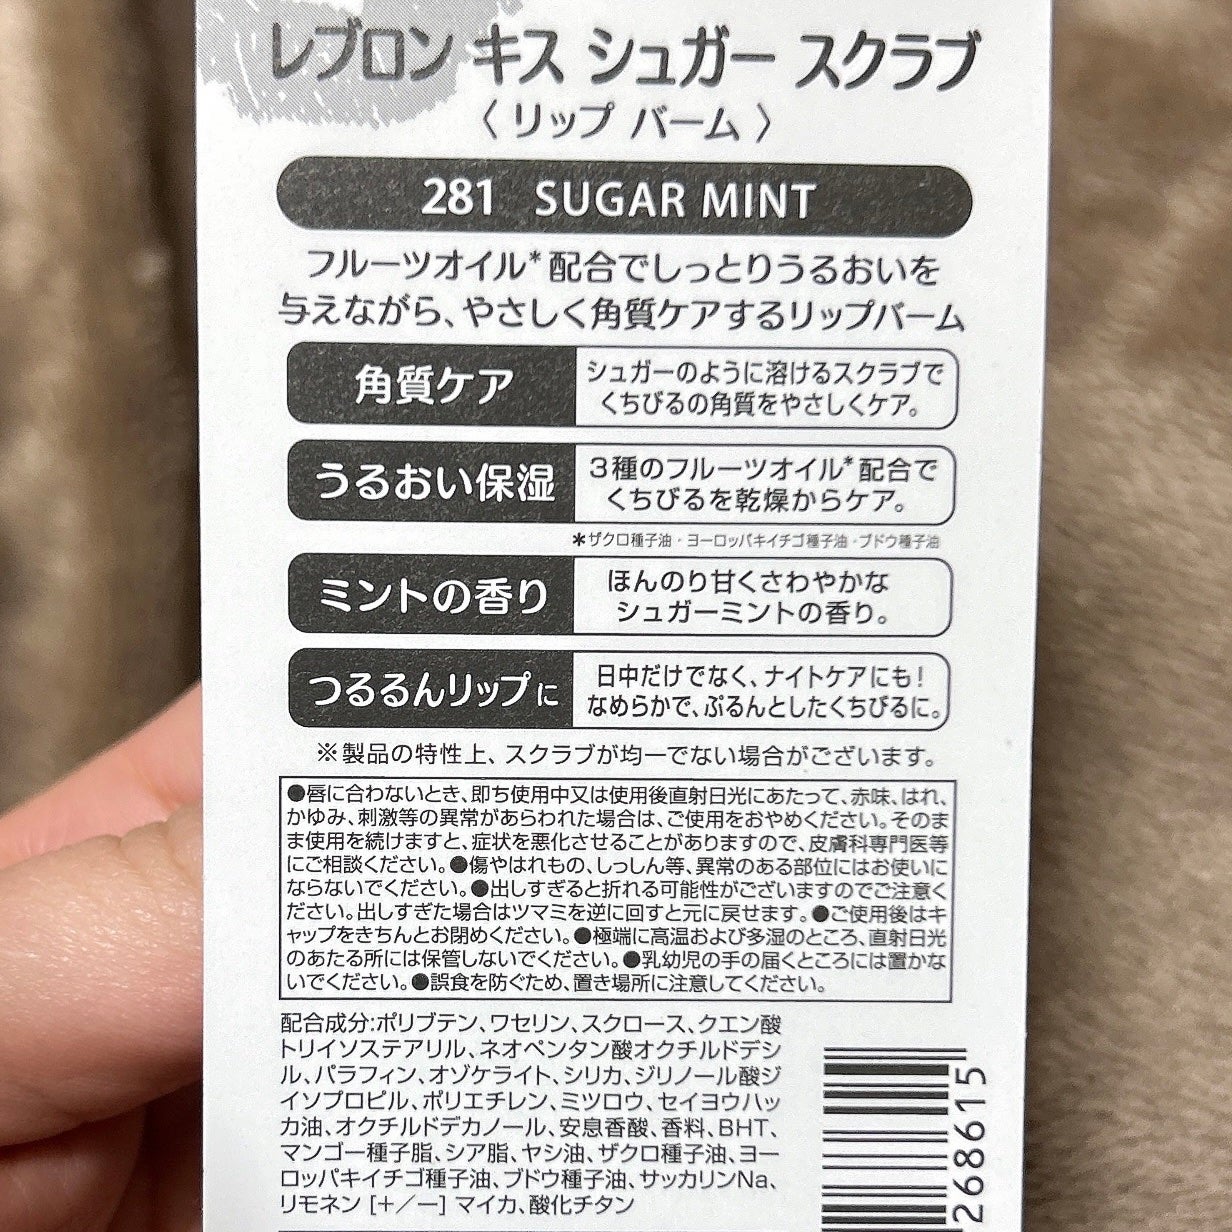 レブロン キス シュガー スクラブ
〈 リップ バーム 〉
281 SUGAR MINT
フルーツオイル*配合でしっとりうるおいを
与えながら、やさしく角質ケアするリップバーム
角質ケア
シュガーのように溶けるスクラブで
くちびるの角質をやさしくケア。
うるおい保湿
3種のフルーツオイル*配合で
くちびるを乾燥からケア。
*ザクロ種子油・ヨーロッパキイチゴ種子油・ブドウ種子油
ミントの香り
ほんのり甘くさわやかな
シュガーミントの香り。
つるるんリップに
日中だけでなく、ナイトケアにも!
なめらかで、ぷるんとしたくちびるに。
※製品の特性上、スクラブが均一でない場合がございます。
●唇に合わないとき、即ち使用中又は使用後直射日光にあたって、赤味、はれ、
かゆみ、刺激等の異常があらわれた場合は、ご使用をおやめください。そのま
ま使用を続けますと、症状を悪化させることがありますので、皮膚科専門医等
にご相談ください。●傷やはれもの、しっしん等、異常のある部位にはお使いに
ならないでください。●出しすぎると折れる可能性がございますのでご注意く
ださい。出しすぎた場合はツマミを逆に回すと元に戻せます。●ご使用後はキ
ャップをきちんとお閉めください。●極端に高温および多湿のところ、直射日光
のあたる所には保管しないでください。●乳幼児の手の届くところには置かな
いでください。●誤食を防ぐため、置き場所に注意してください。
配合成分:ポリブテン、ワセリン、スクロース、クエン酸
トリイソステアリル、ネオペンタン酸オクチルドデシ
ル、パラフィン、オゾケライト、シリカ、ジリノール酸ジ
イソプロピル、ポリエチレン、ミツロウ、セイヨウハッ
カ油、オクチルドデカノール、安息香酸、香料、BHT、
マンゴー種子脂、シア脂、ヤシ油、ザクロ種子油、ヨー
ロッパキイチゴ種子油、ブドウ種子油、サッカリンNa、
リモネン [+/−] マイカ、酸化チタン
268615